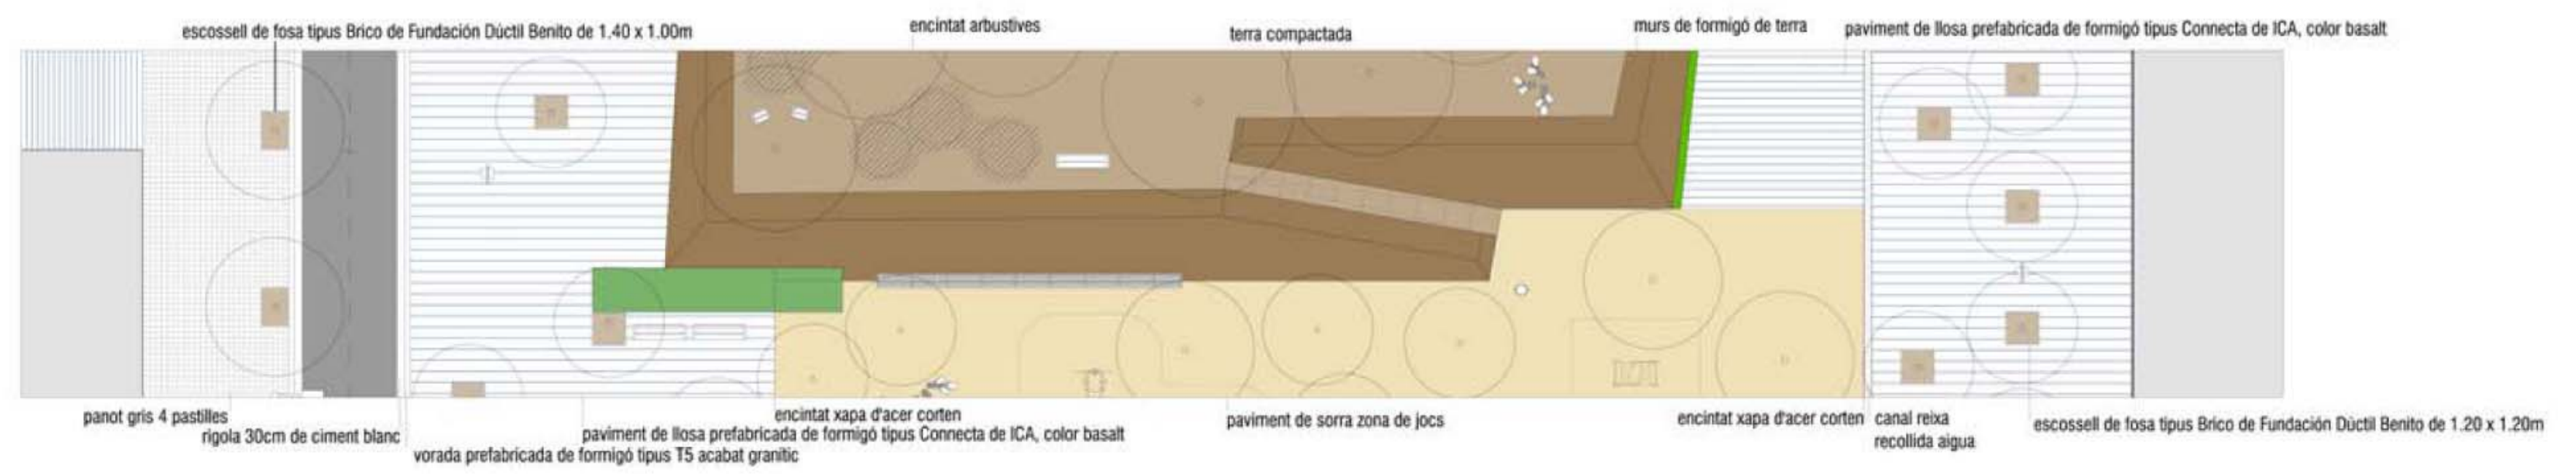 escossell de fosa tipus Brico de Fundación Dúctil Benito de 1.40 x 1.00m
encintat arbustives
terra compactada
murs de formigó de terra
paviment de llosa prefabricada de formigó tipus Connecta de ICA, color basalt
panot gris 4 pastilles
rigola 30cm de ciment blanc
vorada prefabricada de formigó tipus T5 acabat granític
paviment de llosa prefabricada de formigó tipus Connecta de ICA, color basalt
encintat xapa d'acer corten
paviment de sorra zona de jocs
encintat xapa d'acer corten
canal reixa
recollida aigua
escossell de fosa tipus Brico de Fundación Dúctil Benito de 1.20 x 1.20m